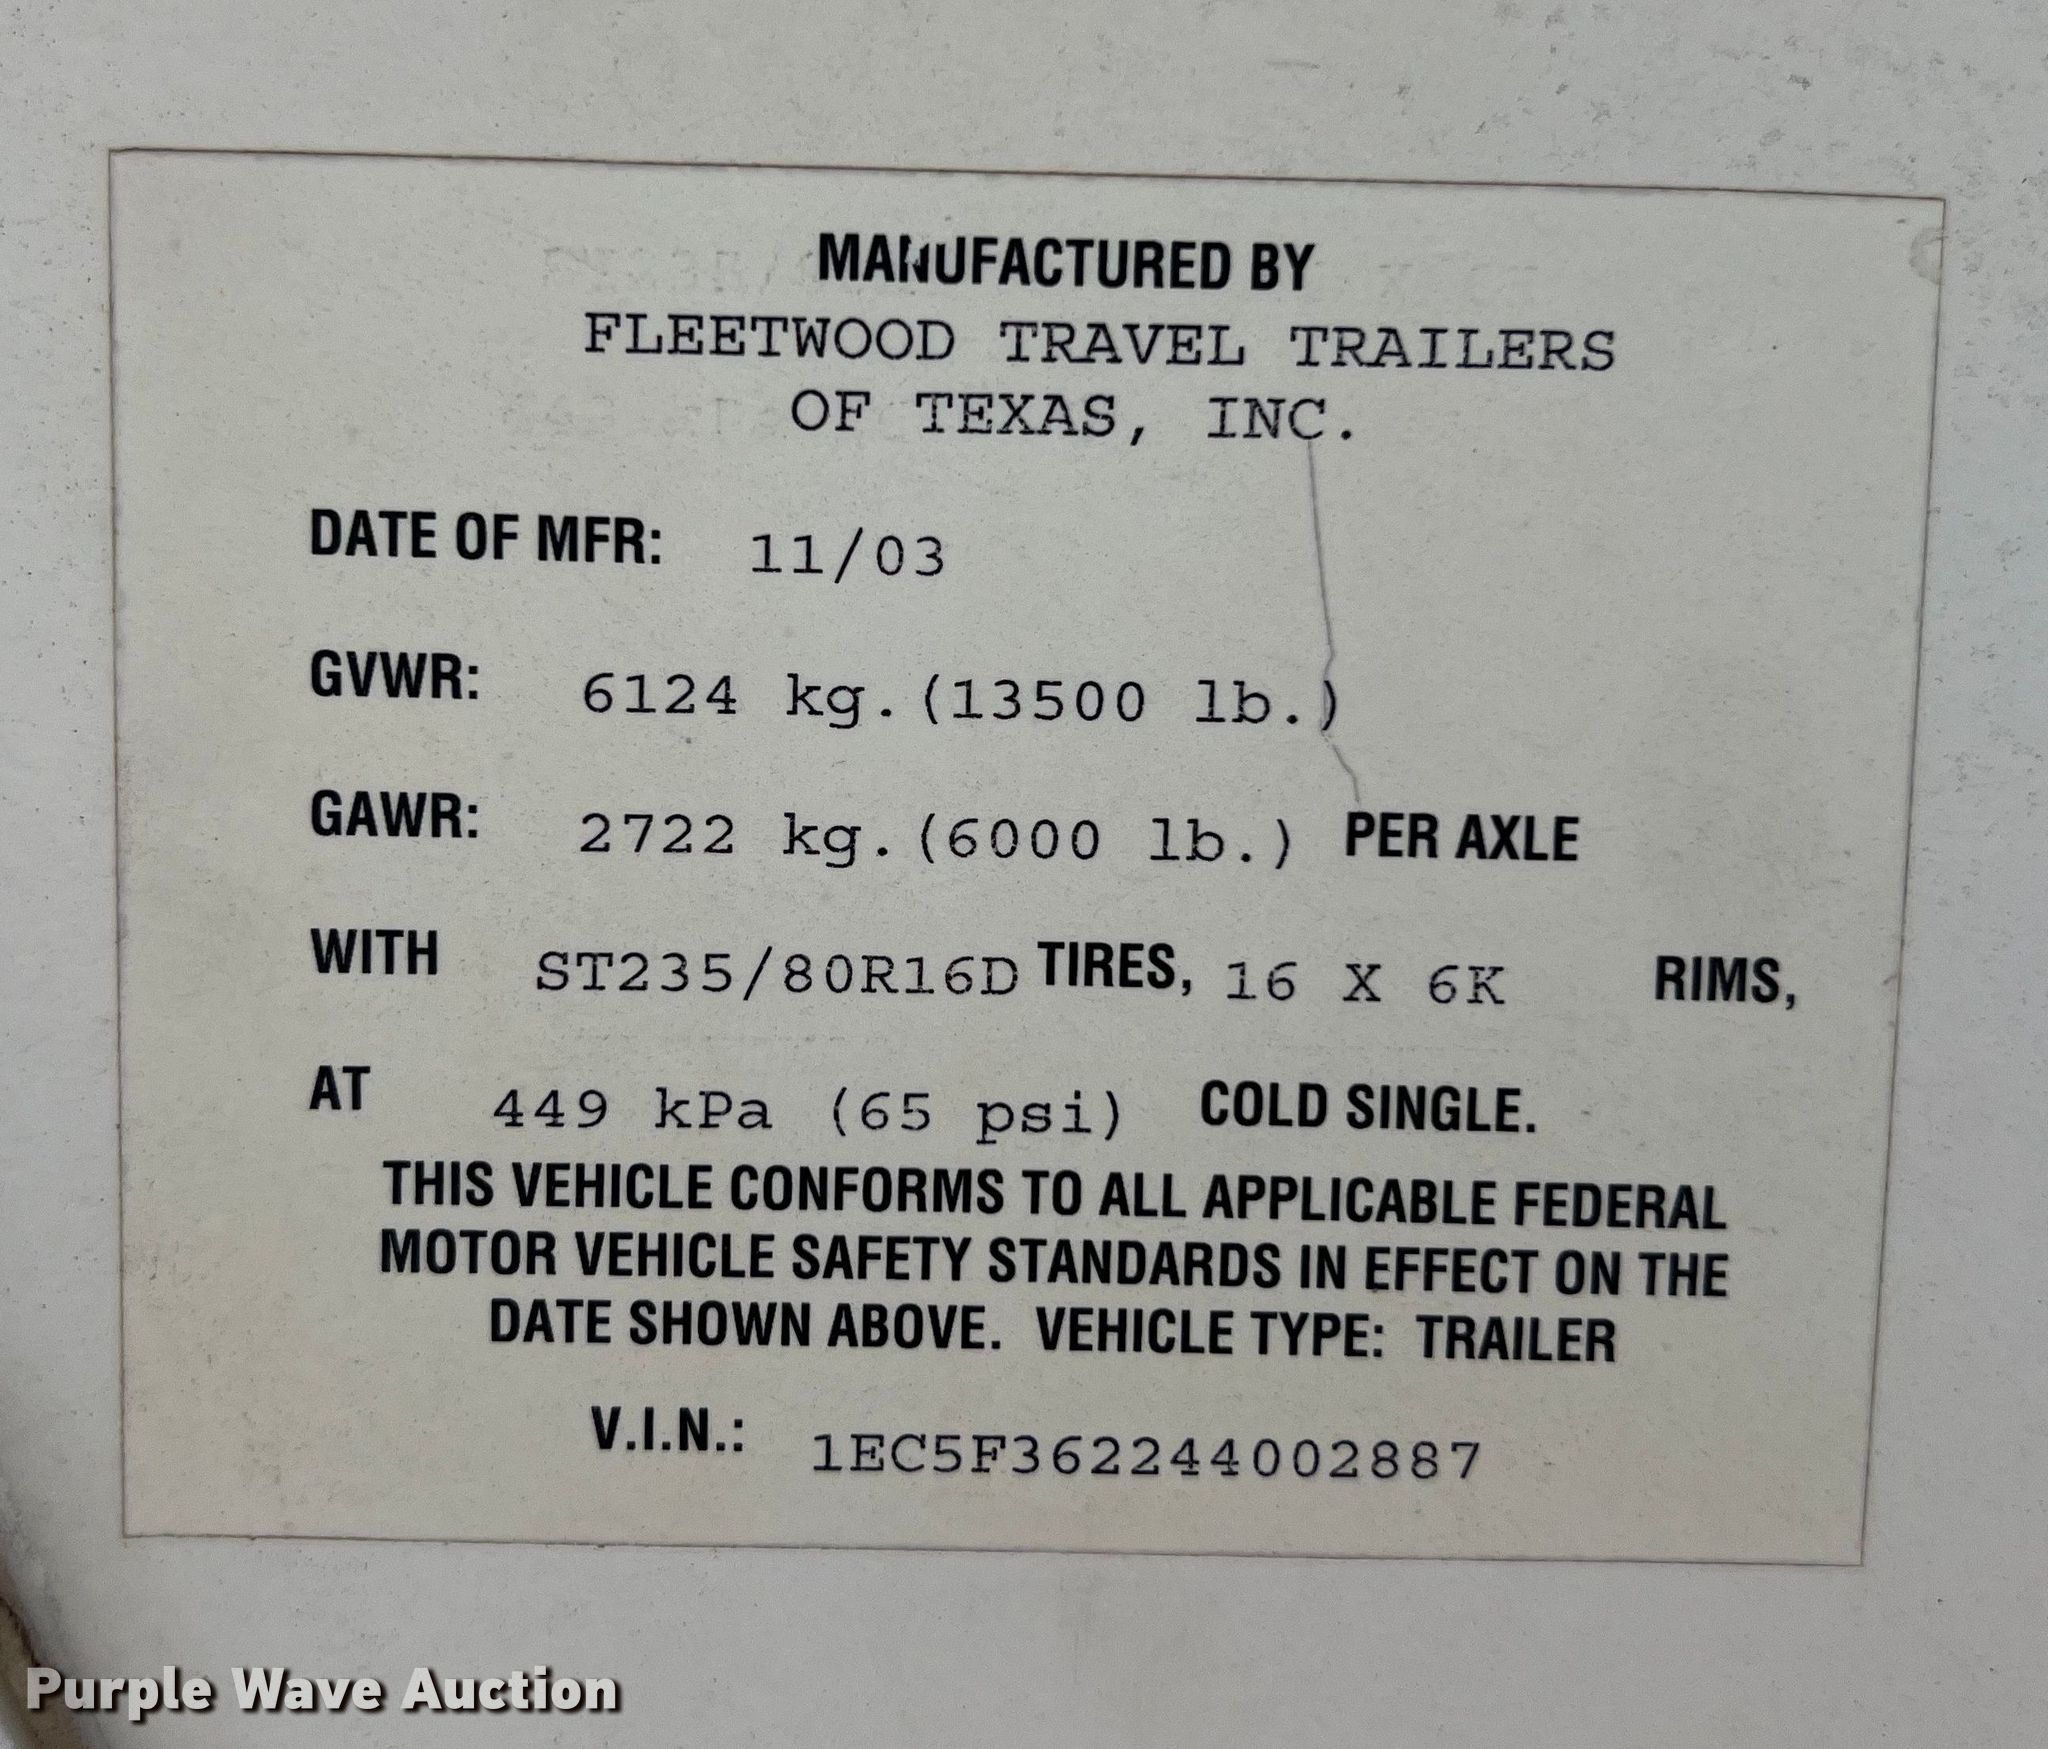 MANUFACTURED BY
FLEETWOOD TRAVEL TRAILERS
OF TEXAS, INC.
DATE OF MFR: 11/03
GVWR: 6124 kg.(13500 lb.)
GAWR: 2722 kg.(6000 lb.) PER AXLE
WITH ST235/80R16D TIRES, 16 X 6K RIMS,
AT 449 kPa (65 psi) COLD SINGLE.
THIS VEHICLE CONFORMS TO ALL APPLICABLE FEDERAL
MOTOR VEHICLE SAFETY STANDARDS IN EFFECT ON THE
DATE SHOWN ABOVE. VEHICLE TYPE: TRAILER
V.I.N.: 1EC5F362244002887
Purple Wave Auction